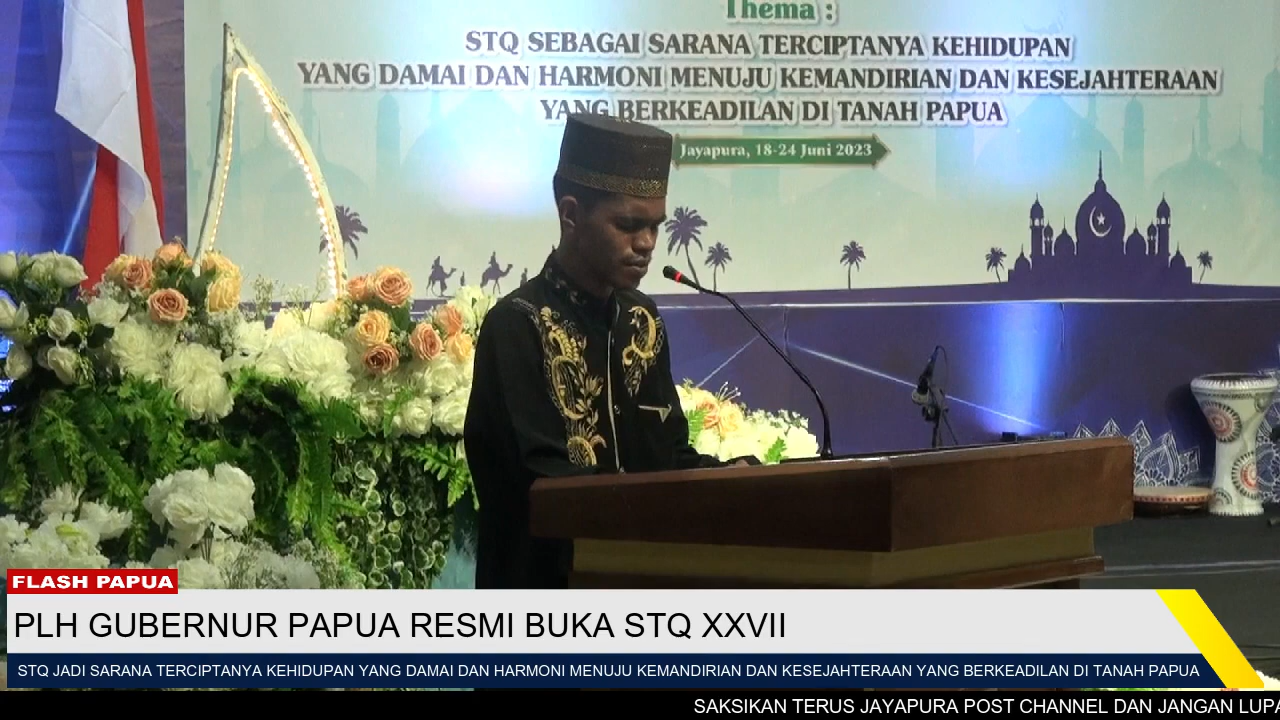 Thema :
STQ SEBAGAI SARANA TERCIPTANYA KEHIDUPAN
YANG DAMAI DAN HARMONI MENUJU KEMANDIRIAN DAN KESEJAHTERAAN
YANG BERKEADILAN DI TANAH PAPUA
Jayapura, 18-24 Juni 2023
FLASH PAPUA
PLH GUBERNUR PAPUA RESMI BUKA STQ XXVII
STQ JADI SARANA TERCIPTANYA KEHIDUPAN YANG DAMAI DAN HARMONI MENUJU KEMANDIRIAN DAN KESEJAHTERAAN YANG BERKEADILAN DI TANAH PAPUA
SAKSIKAN TERUS JAYAPURA POST CHANNEL DAN JANGAN LUPA